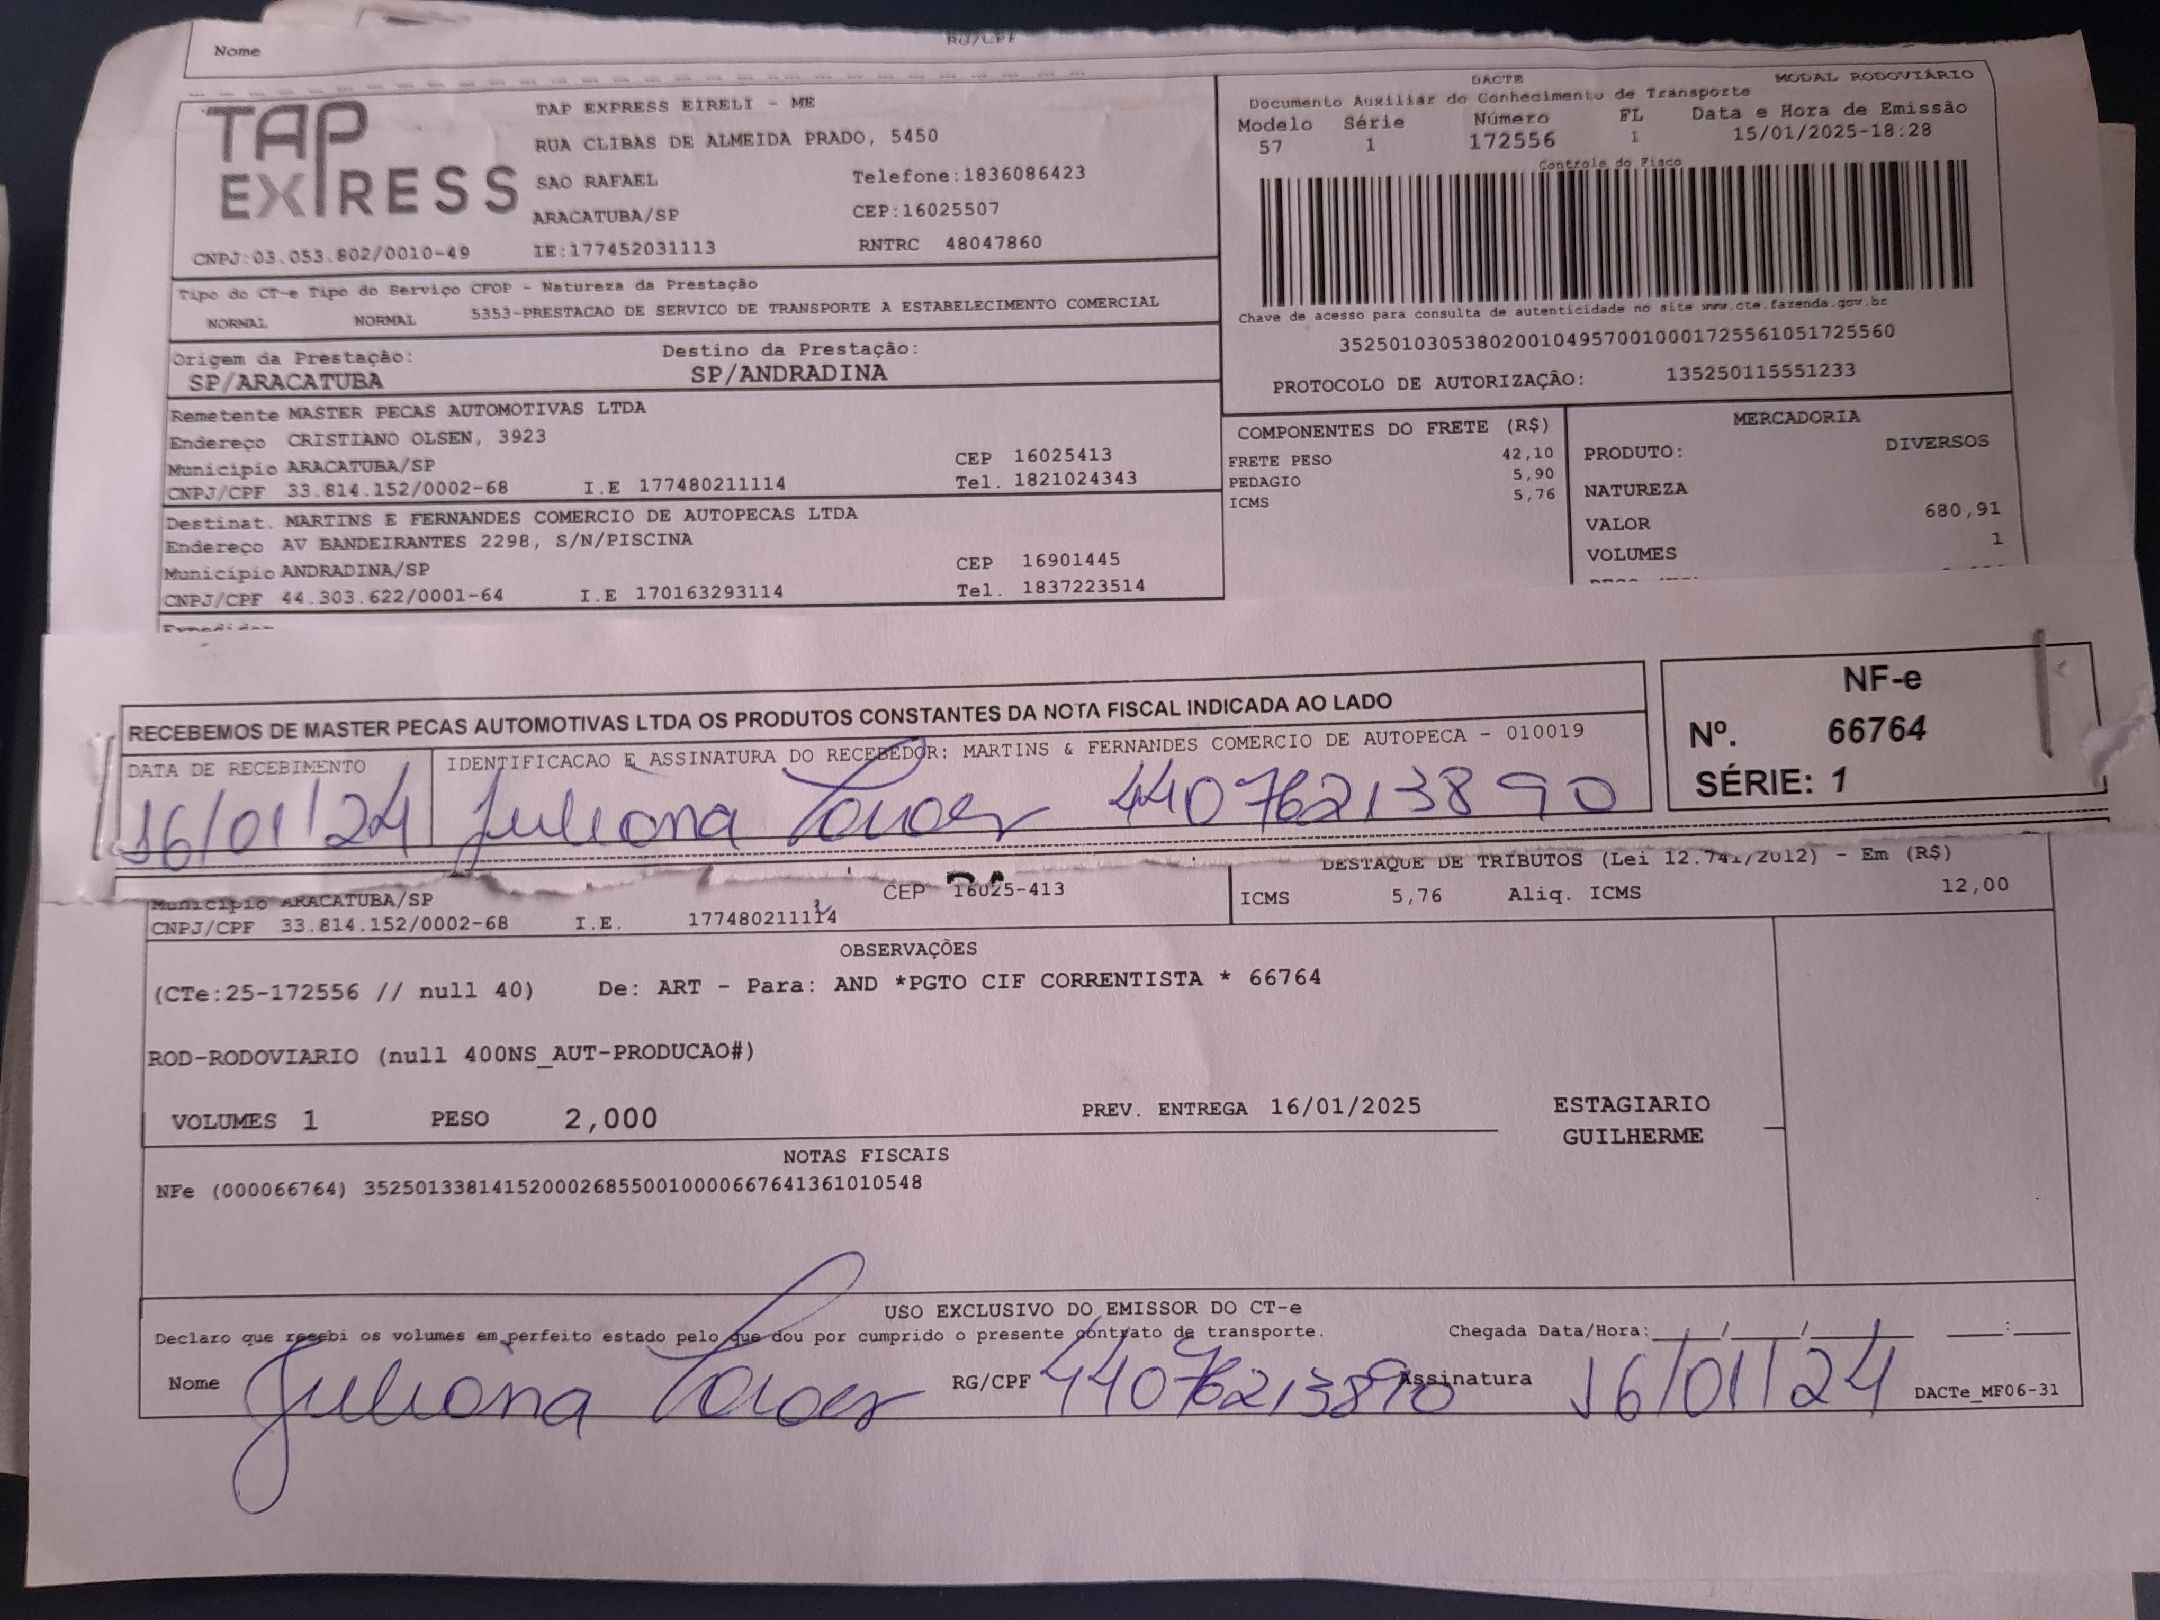 Nome RG/CPF
TAP EXPRESS
TAP EXPRESS EIRELI - ME
RUA CLIBAS DE ALMEIDA PRADO, 5450
SAO RAFAEL Telefone:1836086423
ARACATUBA/SP CEP:16025507
CNPJ:03.053.802/0010-49 IE:177452031113 RNTRC 48047860
DACTE MODAL RODOVIÁRIO
Documento Auxiliar do Conhecimento de Transporte
Modelo Série Número FL Data e Hora de Emissão
57 1 172556 1 15/01/2025-18:28
Controle do Fisco
Chave de acesso para consulta de autenticidade no site www.cte.fazenda.gov.br
35250103053802001049570010001725561051725560
PROTOCOLO DE AUTORIZAÇÃO: 135250115551233
Tipo do CT-e Tipo do Serviço CFOP - Natureza da Prestação
NORMAL NORMAL 5353-PRESTACAO DE SERVICO DE TRANSPORTE A ESTABELECIMENTO COMERCIAL
Origem da Prestação: Destino da Prestação:
SP/ARACATUBA SP/ANDRADINA
Remetente MASTER PECAS AUTOMOTIVAS LTDA
Endereço CRISTIANO OLSEN, 3923
Município ARACATUBA/SP CEP 16025413
CNPJ/CPF 33.814.152/0002-68 I.E 177480211114 Tel. 1821024343
Destinat. MARTINS E FERNANDES COMERCIO DE AUTOPECAS LTDA
Endereço AV BANDEIRANTES 2298, S/N/PISCINA
Município ANDRADINA/SP CEP 16901445
CNPJ/CPF 44.303.622/0001-64 I.E 170163293114 Tel. 1837223514
COMPONENTES DO FRETE (R$)
FRETE PESO 42,10
PEDAGIO 5,90
ICMS 5,76
MERCADORIA
PRODUTO: DIVERSOS
NATUREZA
VALOR 680,91
VOLUMES 1
RECEBEMOS DE MASTER PECAS AUTOMOTIVAS LTDA OS PRODUTOS CONSTANTES DA NOTA FISCAL INDICADA AO LADO
DATA DE RECEBIMENTO IDENTIFICACAO E ASSINATURA DO RECEBEDOR: MARTINS & FERNANDES COMERCIO DE AUTOPECA - 010019
16/01/24 Juliana 44076213890
NF-e
Nº. 66764
SÉRIE: 1
Município ARACATUBA/SP CEP 16025-413
CNPJ/CPF 33.814.152/0002-68 I.E. 177480211114
DESTAQUE DE TRIBUTOS (Lei 12.741/2012) - Em (R$)
ICMS 5,76 Aliq. ICMS 12,00
OBSERVAÇÕES
(CTe:25-172556 // null 40) De: ART - Para: AND *PGTO CIF CORRENTISTA * 66764
ROD-RODOVIARIO (null 400NS_AUT-PRODUCAO#)
VOLUMES 1 PESO 2,000 PREV. ENTREGA 16/01/2025
ESTAGIARIO
GUILHERME
NOTAS FISCAIS
NFe (000066764) 35250133814152000268550010000667641361010548
USO EXCLUSIVO DO EMISSOR DO CT-e
Declaro que recebi os volumes em perfeito estado pelo que dou por cumprido o presente contrato de transporte. Chegada Data/Hora:____/____/______ ___:____
Nome Juliana RG/CPF 44076213890 Assinatura 16/01/24 DACTe_MF06-31